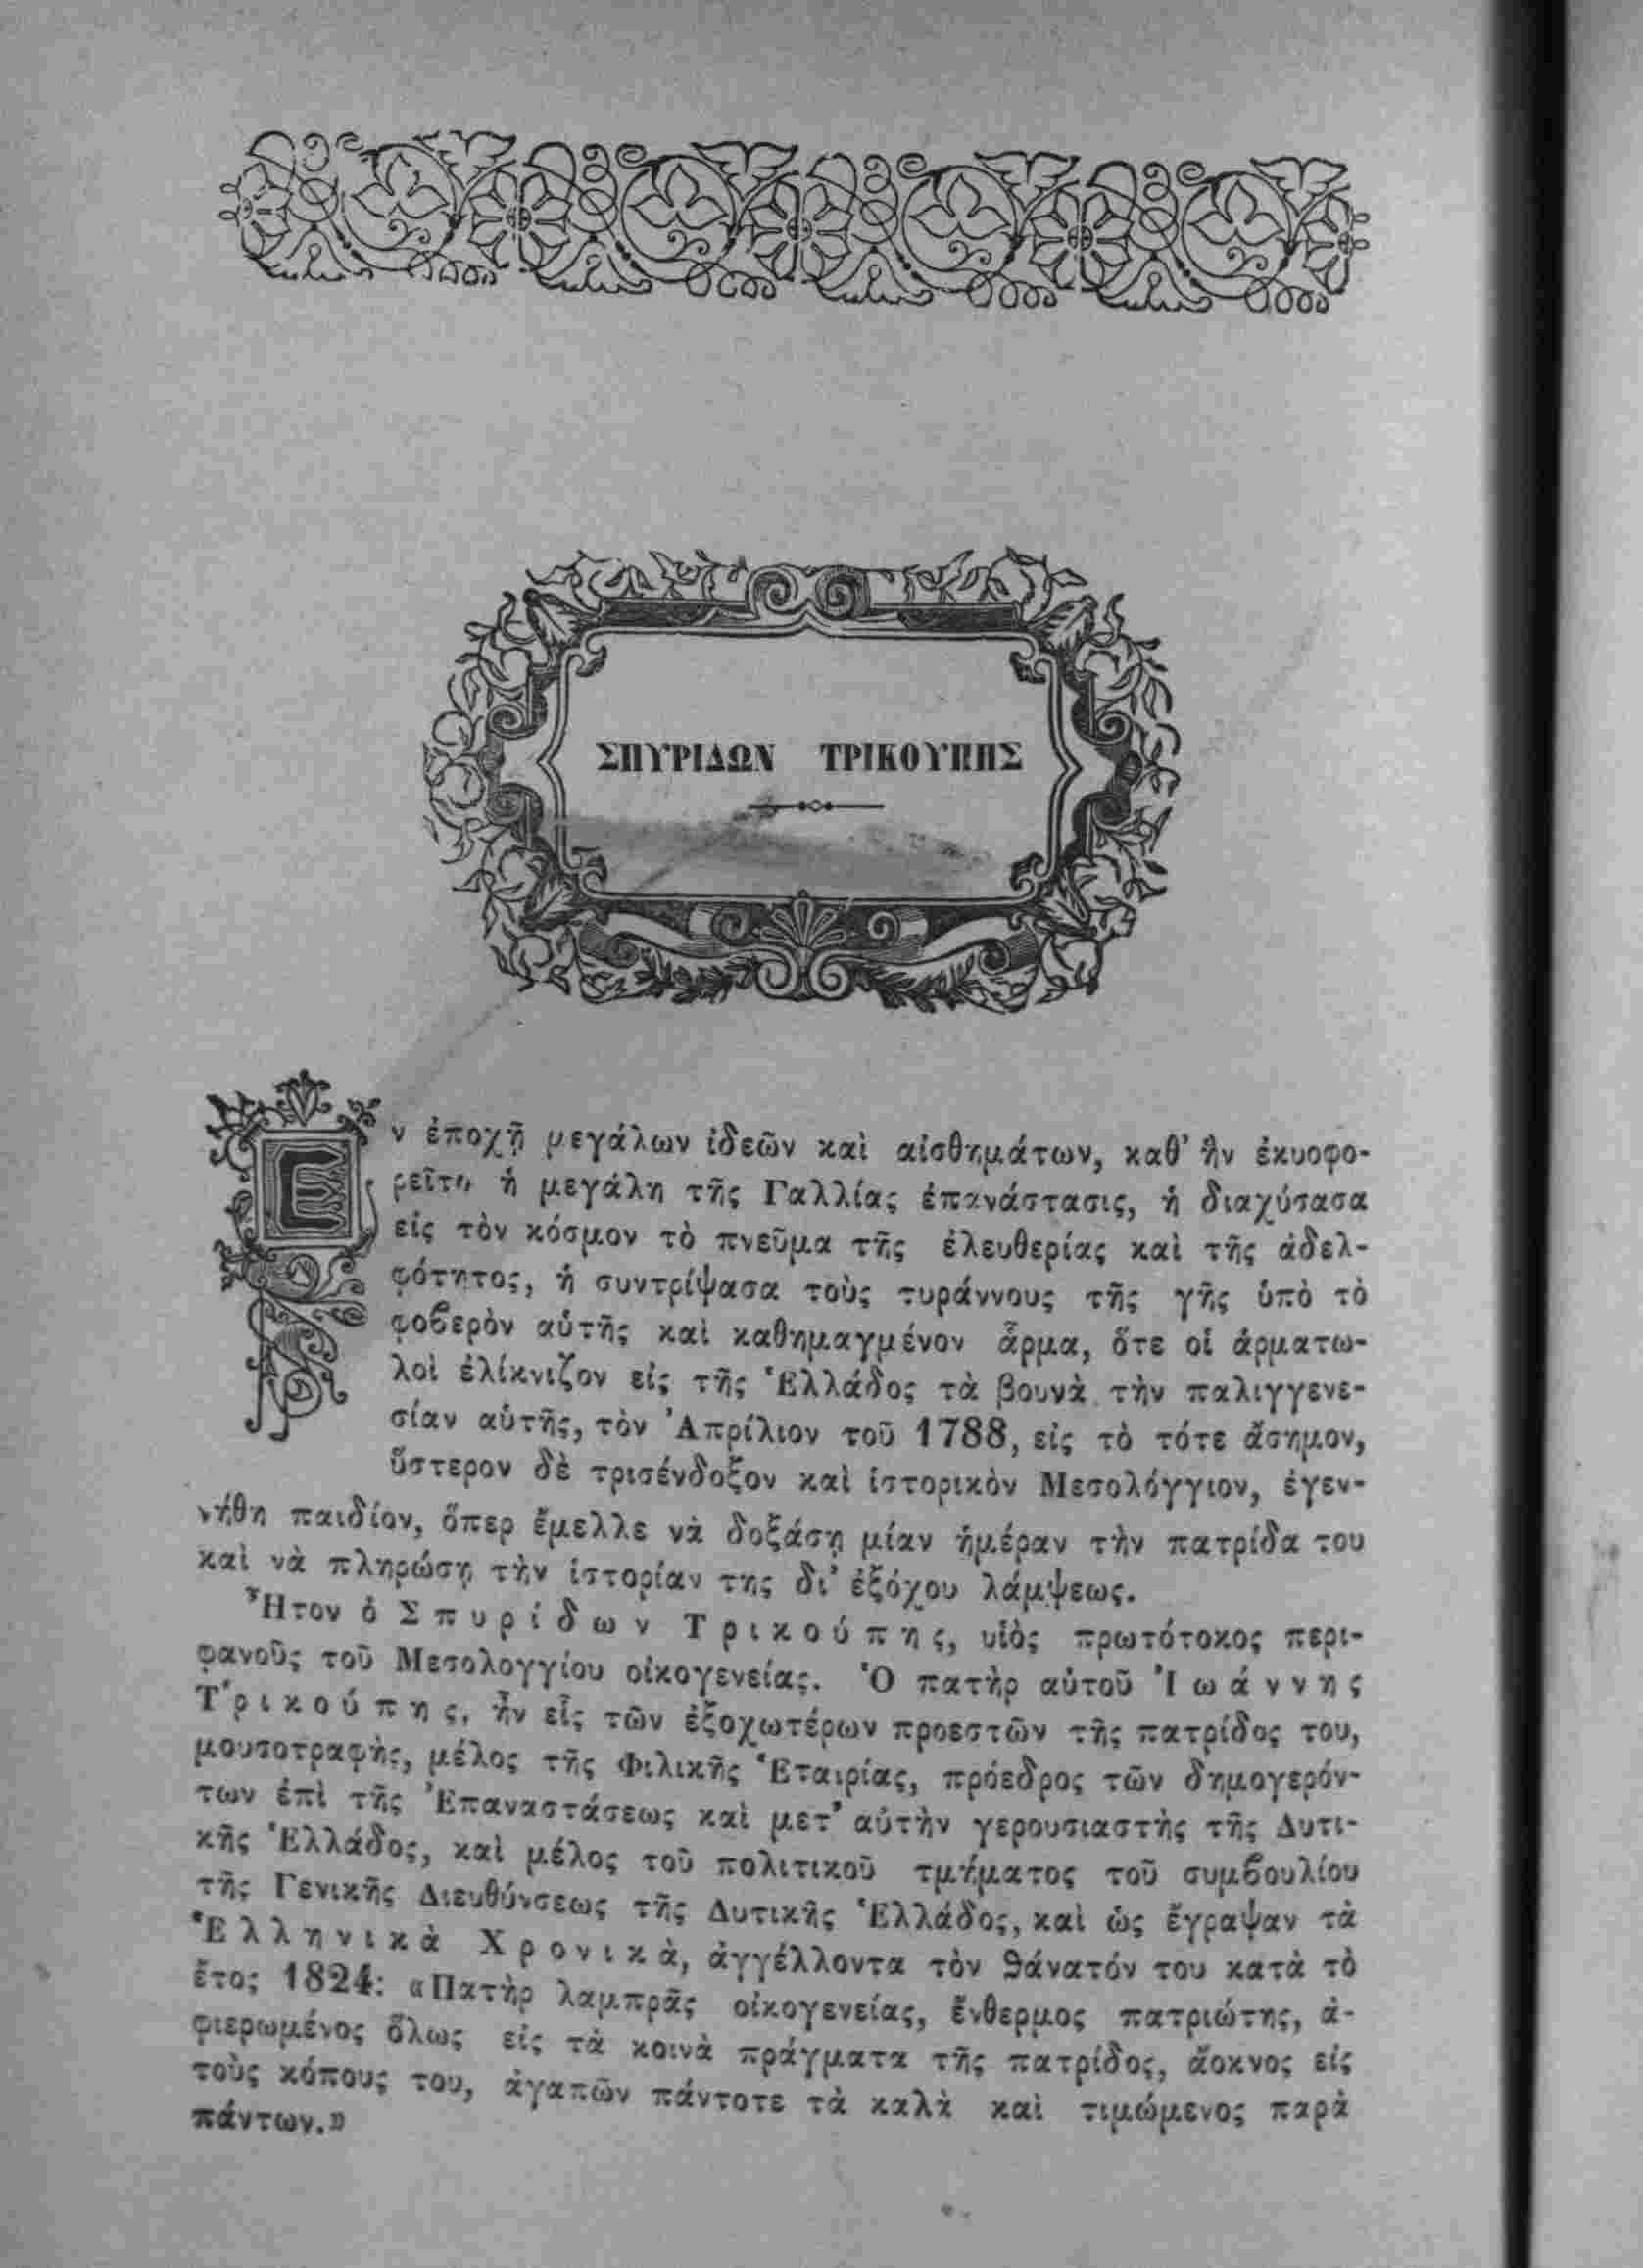 ΣΠΥΡΙΔΩΝ ΤΡΙΚΟΥΠΗΣ
Εν ἐποχῇ μεγάλων ἰδεῶν καὶ αἰσθημάτων, καθ' ἣν ἐκυοφο-
ρεῖτο ἡ μεγάλη τῆς Γαλλίας ἐπανάστασις, ἡ διαχύσασα
εἰς τὸν κόσμον τὸ πνεῦμα τῆς ἐλευθερίας καὶ τῆς ἀδελ-
φότητος, ἡ συντρίψασα τοὺς τυράννους τῆς γῆς ὑπὸ τὸ
φοϐερὸν αὑτῆς καὶ καθημαγμένον ἆρμα, ὅτε οἱ ἁρματω-
λοὶ ἐλίκνιζον εἰς τῆς Ἑλλάδος τὰ βουνὰ τὴν παλιγγενε-
σίαν αὑτῆς, τὸν Ἀπρίλιον τοῦ 1788, εἰς τὸ τότε ἄσημον,
ὕστερον δὲ τρισένδοξον καὶ ἱστορικὸν Μεσολόγγιον, ἐγεν-
νήθη παιδίον, ὅπερ ἔμελλε νὰ δοξάσῃ μίαν ἡμέραν τὴν πατρίδα του
καὶ νὰ πληρώσῃ τὴν ἱστορίαν της δι' ἐξόχου λάμψεως.
Ἦτον ὁ Σπυρίδων Τρικούπης, υἱὸς πρωτότοκος περι-
φανοῦς τοῦ Μεσολογγίου οἰκογενείας. Ὁ πατὴρ αὐτοῦ Ἰωάννης
Τρικούπης, ἦν εἷς τῶν ἐξοχωτέρων προεστῶν τῆς πατρίδος του,
μουσοτραφὴς, μέλος τῆς Φιλικῆς Ἑταιρίας, πρόεδρος τῶν δημογερόν-
των ἐπὶ τῆς Ἐπαναστάσεως καὶ μετ' αὐτὴν γερουσιαστὴς τῆς Δυτι-
κῆς Ἑλλάδος, καὶ μέλος τοῦ πολιτικοῦ τμήματος τοῦ συμϐουλίου
τῆς Γενικῆς Διευθύνσεως τῆς Δυτικῆς Ἑλλάδος, καὶ ὡς ἔγραψαν τὰ
Ἑλληνικὰ Χρονικὰ, ἀγγέλλοντα τὸν ϑάνατόν του κατὰ τὸ
ἔτος 1824: «Πατὴρ λαμπρᾶς οἰκογενείας, ἔνθερμος πατριώτης, ἀ-
φιερωμένος ὅλως εἰς τὰ κοινὰ πράγματα τῆς πατρίδος, ἄοκνος εἰς
τοὺς κόπους του, ἀγαπῶν πάντοτε τὰ καλὰ καὶ τιμώμενος παρὰ
πάντων.»